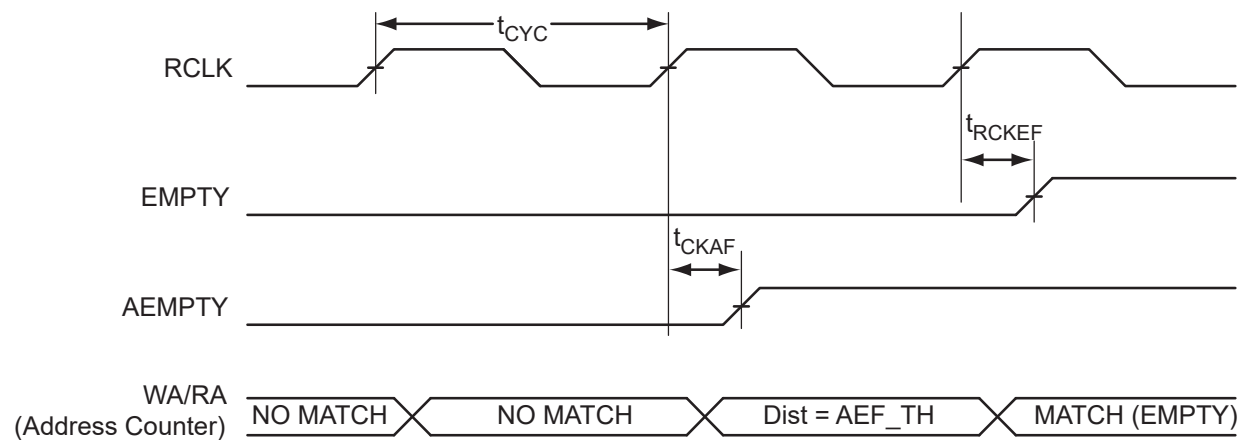 tCYC
RCLK
tRCKEF
EMPTY
tCKAF
AEMPTY
WA/RA
(Address Counter)
NO MATCH
NO MATCH
Dist = AEF_TH
MATCH (EMPTY)